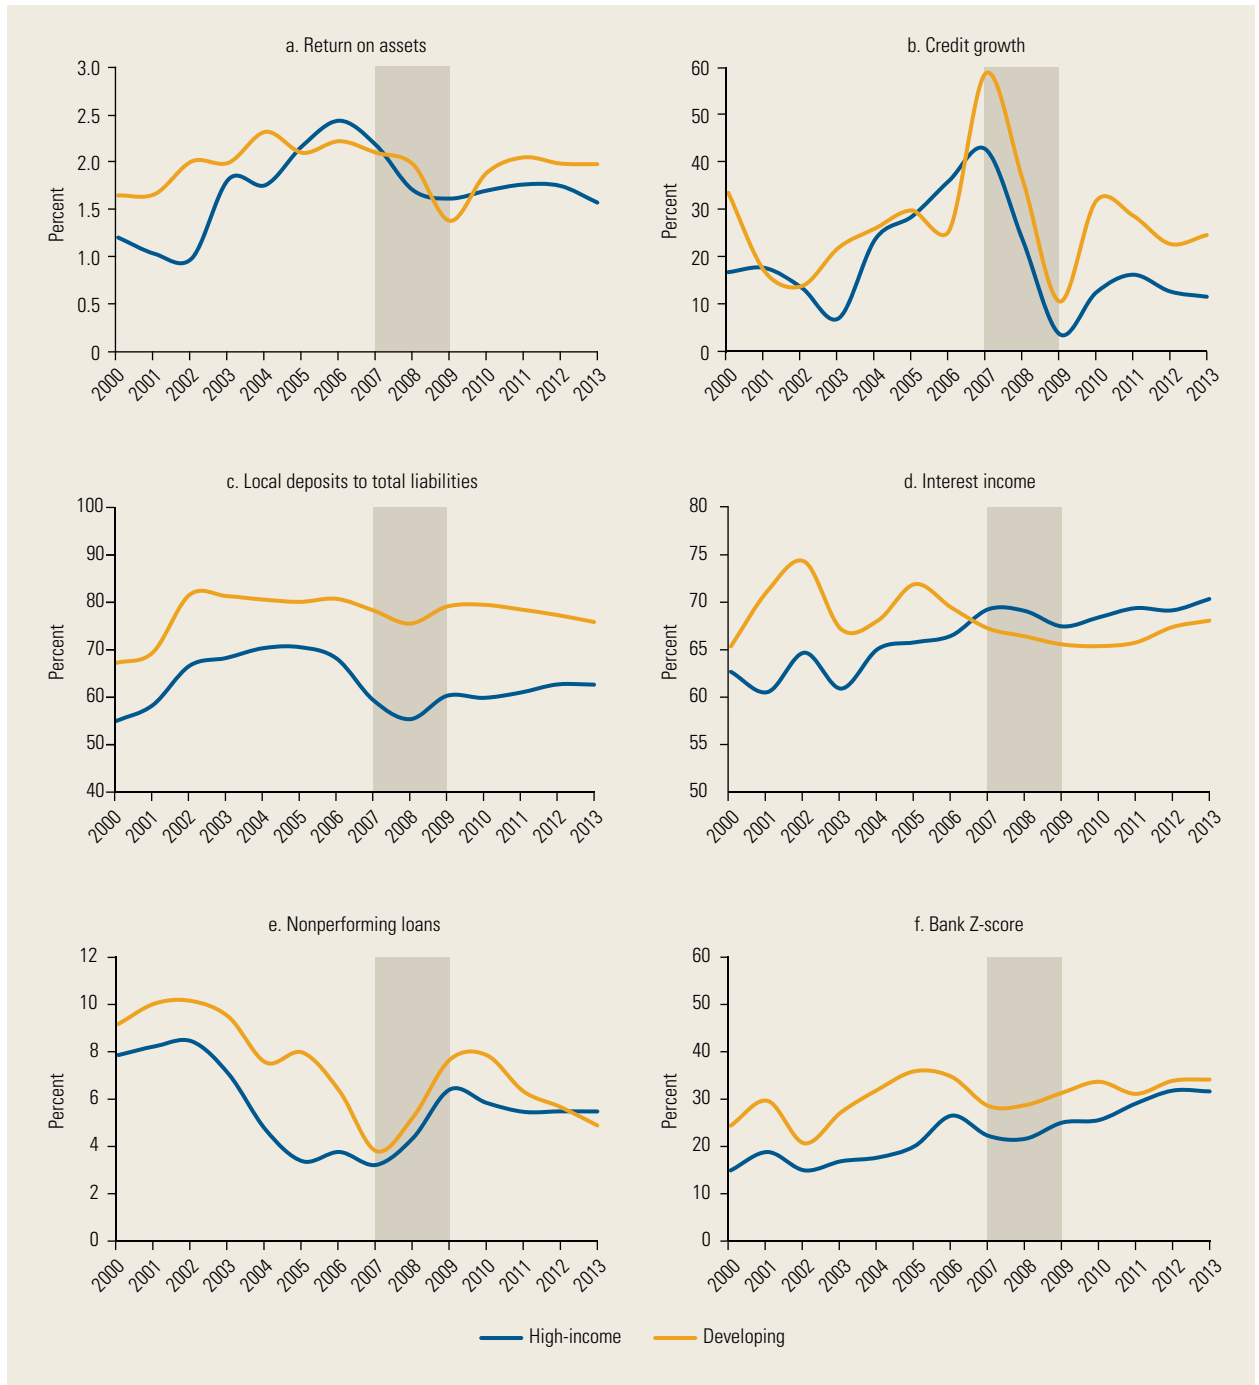 a. Return on assets
Percent
3.0
2.5
2.0
1.5
1.0
0.5
0
2000 2001 2002 2003 2004 2005 2006 2007 2008 2009 2010 2011 2012 2013
b. Credit growth
Percent
60
50
40
30
20
10
0
2000 2001 2002 2003 2004 2005 2006 2007 2008 2009 2010 2011 2012 2013
c. Local deposits to total liabilities
Percent
100
90
80
70
60
50
40
2000 2001 2002 2003 2004 2005 2006 2007 2008 2009 2010 2011 2012 2013
d. Interest income
Percent
80
75
70
65
60
55
50
2000 2001 2002 2003 2004 2005 2006 2007 2008 2009 2010 2011 2012 2013
e. Nonperforming loans
Percent
12
10
8
6
4
2
0
2000 2001 2002 2003 2004 2005 2006 2007 2008 2009 2010 2011 2012 2013
f. Bank Z-score
Percent
60
50
40
30
20
10
0
2000 2001 2002 2003 2004 2005 2006 2007 2008 2009 2010 2011 2012 2013
High-income Developing